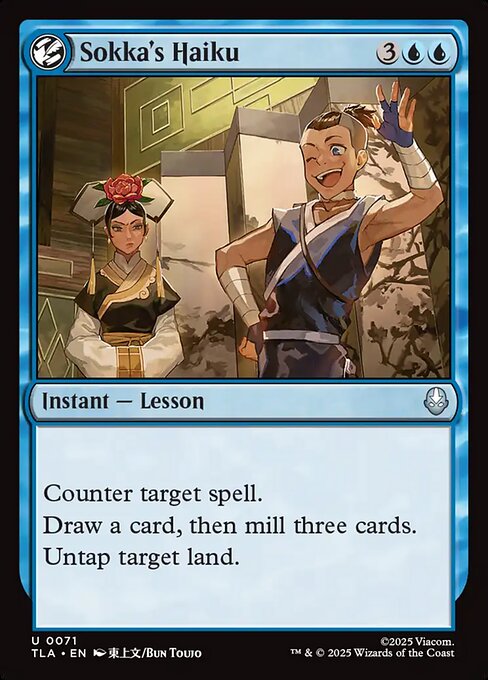 Sokka's Haiku 3
Instant — Lesson
Counter target spell.
Draw a card, then mill three cards.
Untap target land.
U 0071
TLA • EN 東上文/Bun Toujo
©2025 Viacom.
™ & © 2025 Wizards of the Coast